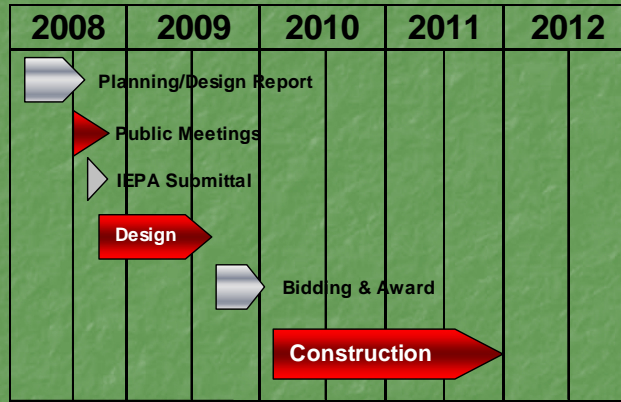 2008 2009 2010 2011 2012
Planning/Design Report
Public Meetings
IEPA Submittal
Design
Bidding & Award
Construction